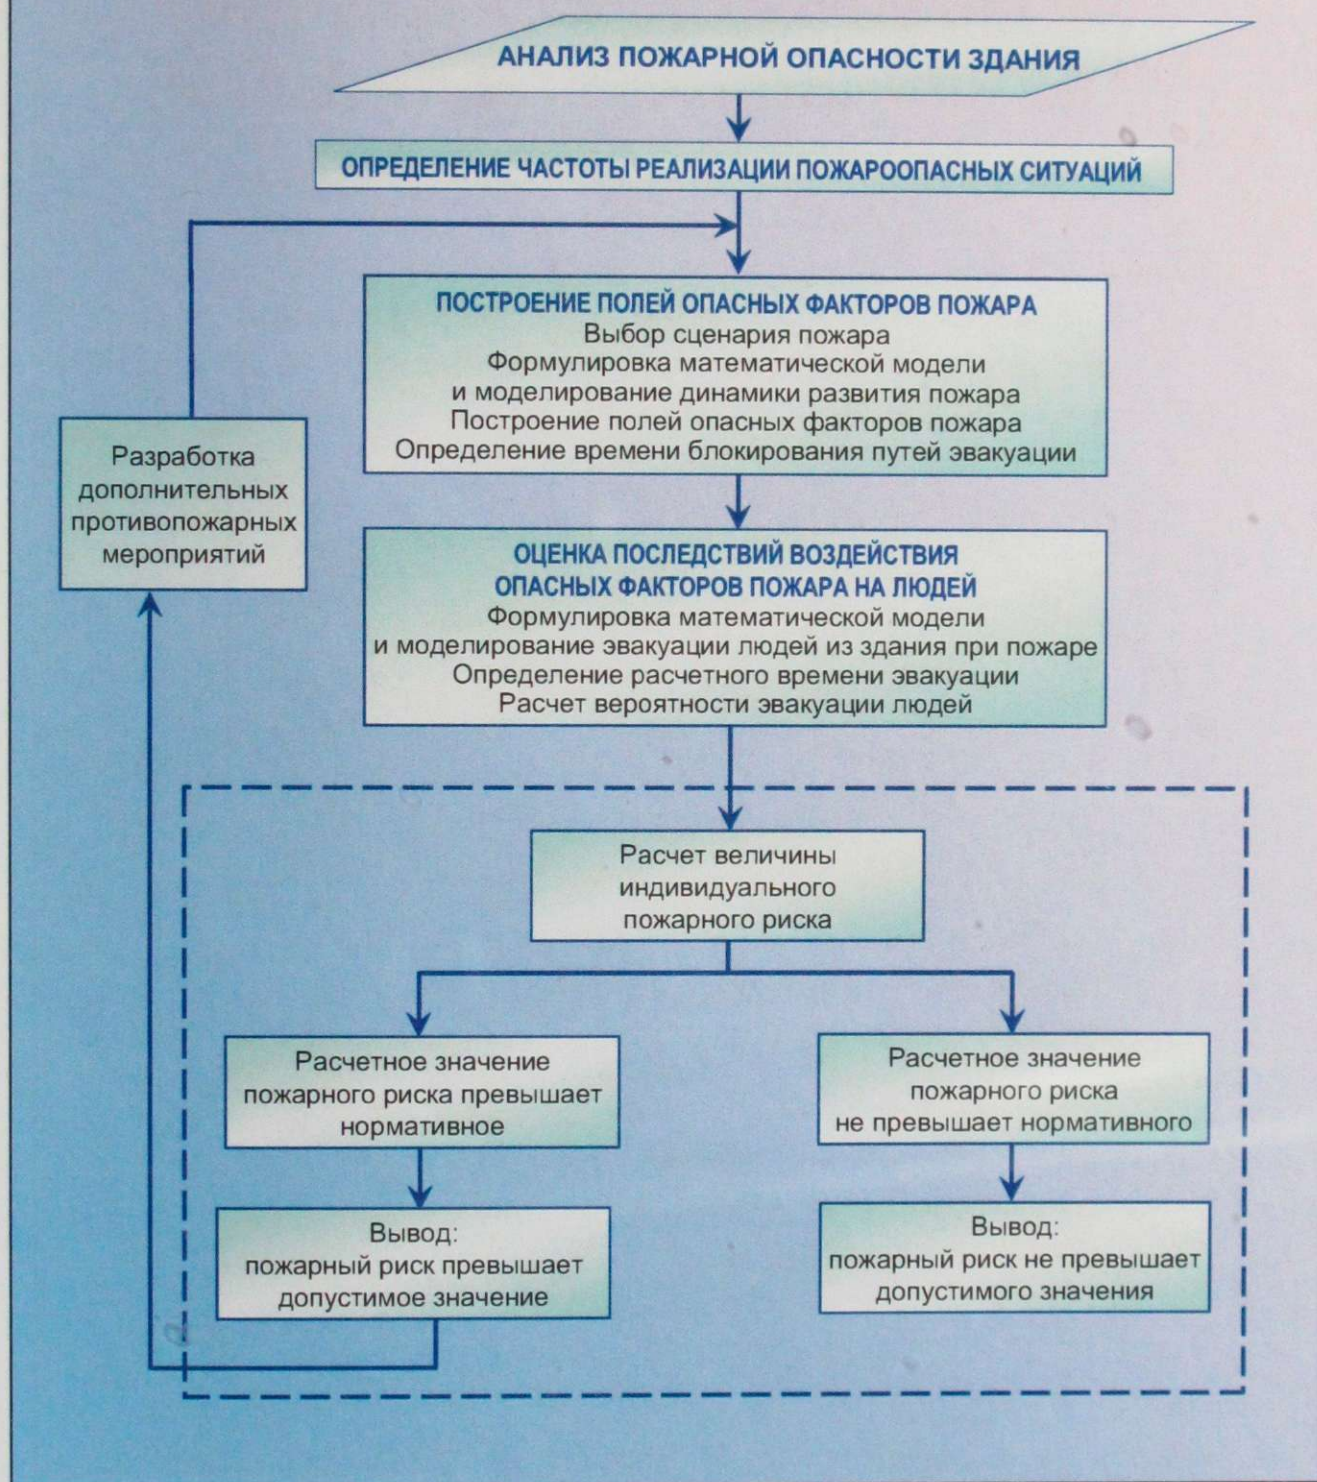 АНАЛИЗ ПОЖАРНОЙ ОПАСНОСТИ ЗДАНИЯ
ОПРЕДЕЛЕНИЕ ЧАСТОТЫ РЕАЛИЗАЦИИ ПОЖАРООПАСНЫХ СИТУАЦИЙ
ПОСТРОЕНИЕ ПОЛЕЙ ОПАСНЫХ ФАКТОРОВ ПОЖАРА
Выбор сценария пожара
Формулировка математической модели
и моделирование динамики развития пожара
Построение полей опасных факторов пожара
Определение времени блокирования путей эвакуации
Разработка
дополнительных
противопожарных
мероприятий
ОЦЕНКА ПОСЛЕДСТВИЙ ВОЗДЕЙСТВИЯ
ОПАСНЫХ ФАКТОРОВ ПОЖАРА НА ЛЮДЕЙ
Формулировка математической модели
и моделирование эвакуации людей из здания при пожаре
Определение расчетного времени эвакуации
Расчет вероятности эвакуации людей
Расчет величины
индивидуального
пожарного риска
Расчетное значение
пожарного риска превышает
нормативное
Расчетное значение
пожарного риска
не превышает нормативного
Вывод:
пожарный риск превышает
допустимое значение
Вывод:
пожарный риск не превышает
допустимого значения